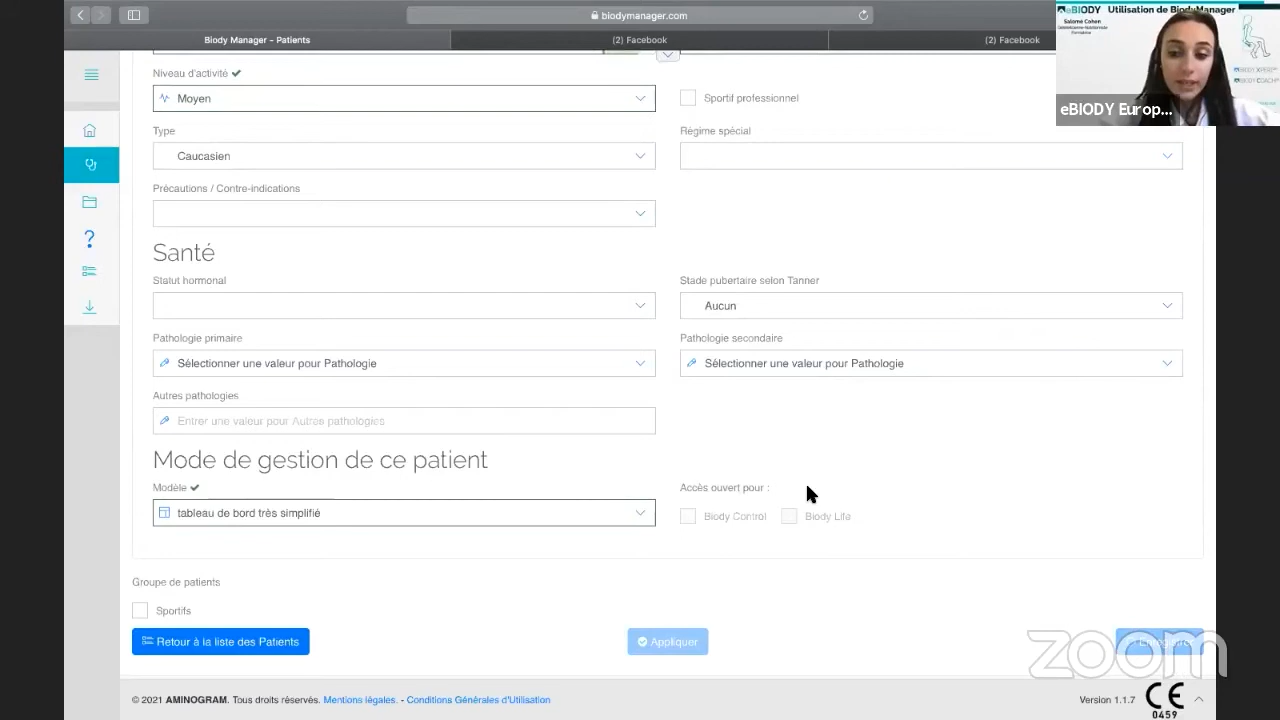 biodymanager.com
Biody Manager - Patients
(2) Facebook
(2) Facebook
eBIODY Utilisation de BiodyManager
Salomé Cohen
eBIODY Europ...
Niveau d'activité
Moyen
Sportif professionnel
Type
Régime spécial
Caucasien
Précautions / Contre-indications
Santé
Statut hormonal
Stade pubertaire selon Tanner
Aucun
Pathologie primaire
Pathologie secondaire
Sélectionner une valeur pour Pathologie
Sélectionner une valeur pour Pathologie
Autres pathologies
Entrer une valeur pour Autres pathologies
Mode de gestion de ce patient
Modèle
Accès ouvert pour :
tableau de bord très simplifié
Biody Control
Biody Life
Groupe de patients
Sportifs
Retour à la liste des Patients
Appliquer
Enregistrer
zoom
© 2021 AMINOGRAM. Tous droits réservés. Mentions légales. - Conditions Générales d'Utilisation
Version 1.1.7
CE
0459